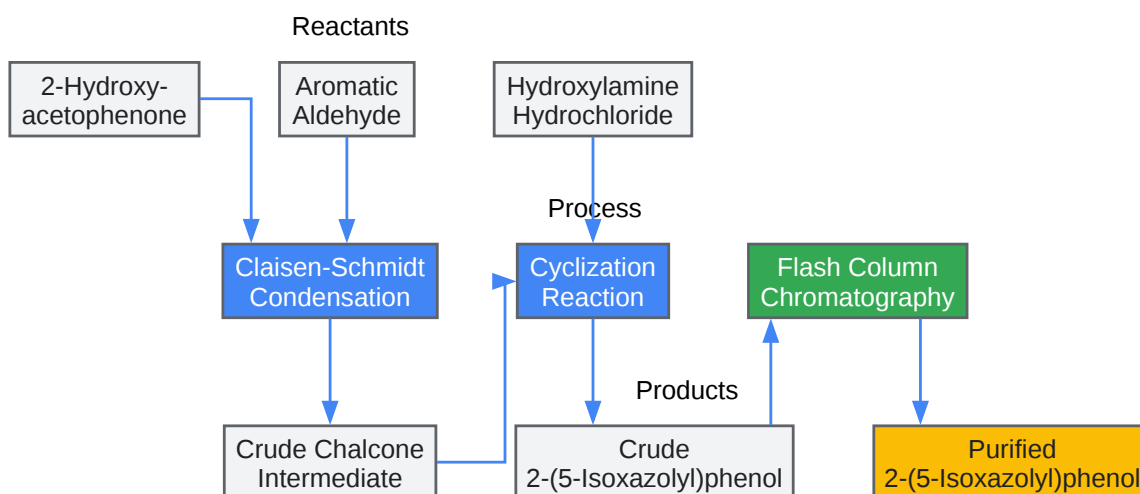 Reactants
2-Hydroxy-
acetophenone
Aromatic
Aldehyde
Hydroxylamine
Hydrochloride
Process
Claisen-Schmidt
Condensation
Cyclization
Reaction
Flash Column
Chromatography
Products
Crude Chalcone
Intermediate
Crude
2-(5-Isoxazolyl)phenol
Purified
2-(5-Isoxazolyl)phenol